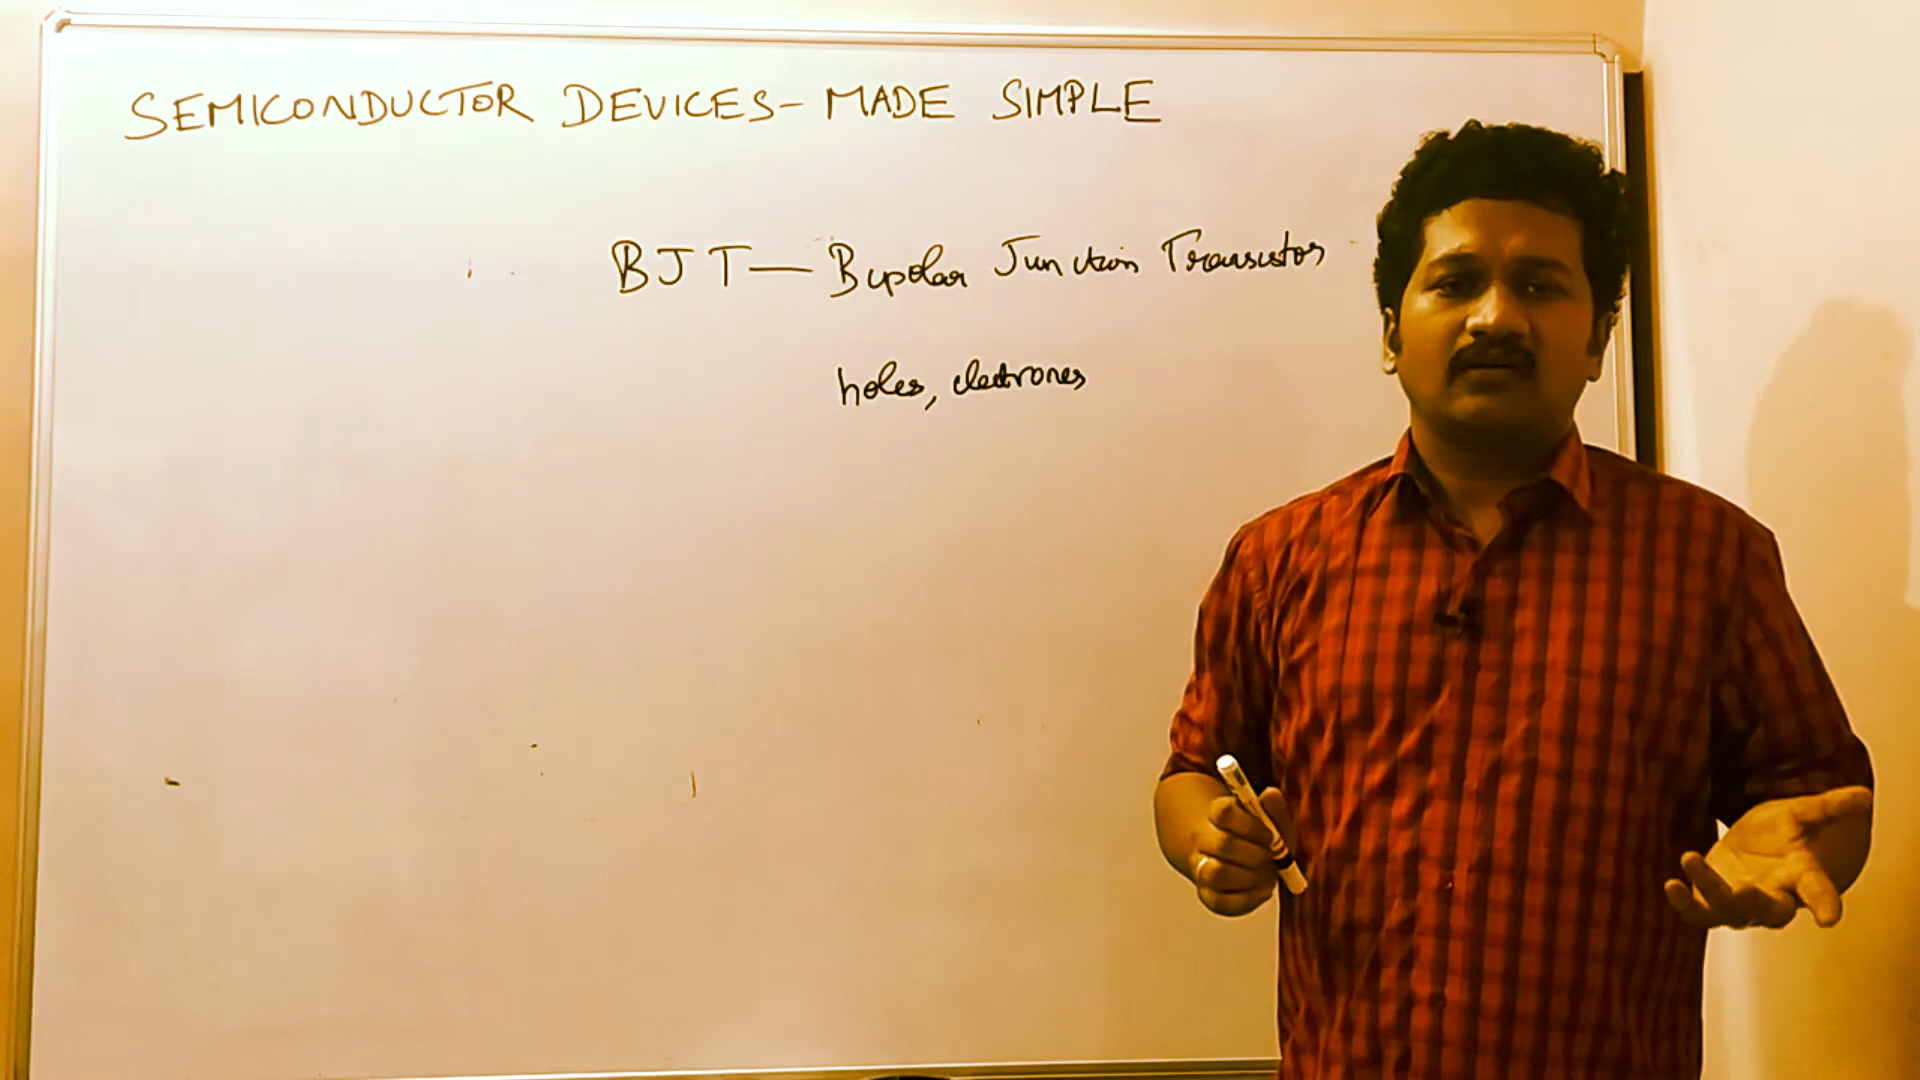 SEMICONDUCTOR DEVICES - MADE SIMPLE
BJT — Bipolar Junction Transistor
holes, electrones